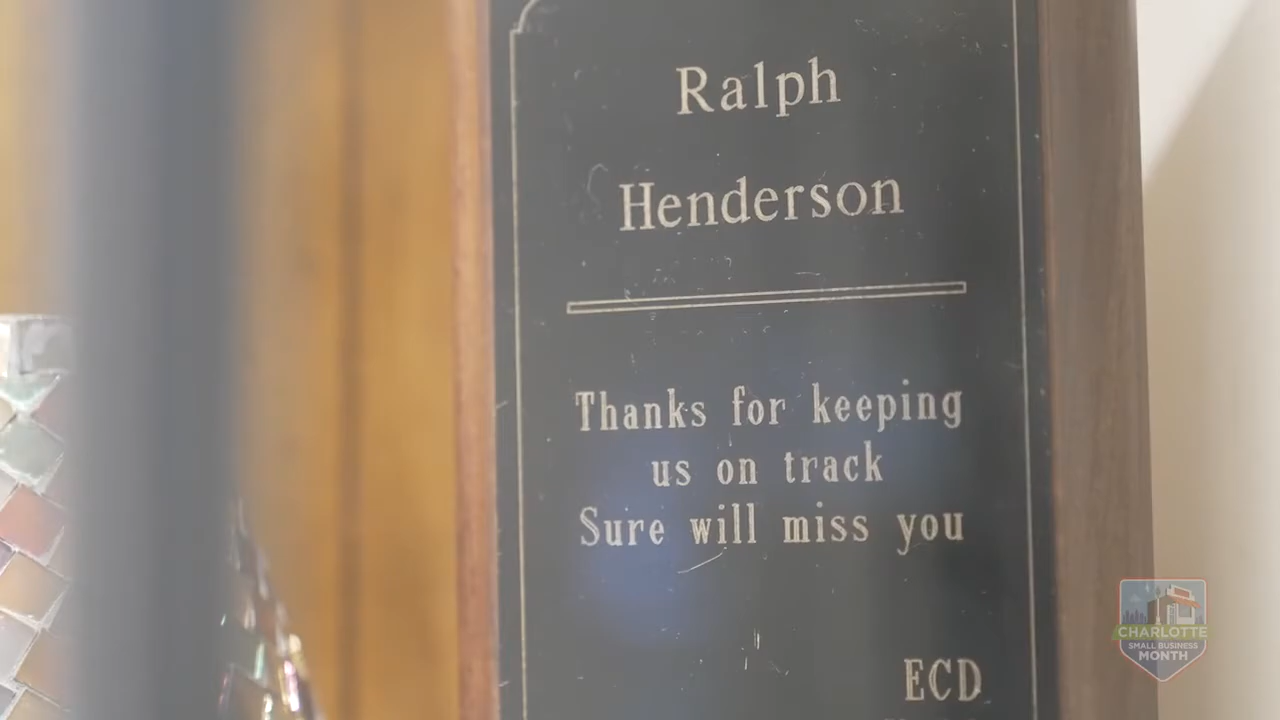 Ralph
Henderson
Thanks for keeping
us on track
Sure will miss you
ECD
CHARLOTTE
SMALL BUSINESS
MONTH